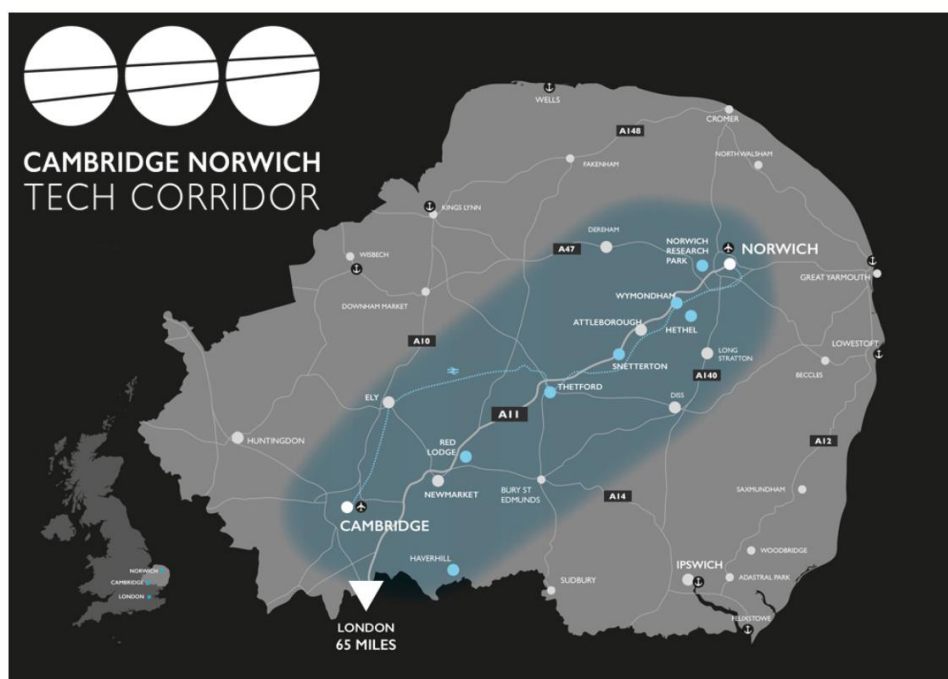 CAMBRIDGE NORWICH
TECH CORRIDOR
WELLS
CROMER
A148
NORTH WALSHAM
FAKENHAM
KINGS LYNN
DEREHAM
A47
NORWICH
RESEARCH
PARK
NORWICH
WISBECH
GREAT YARMOUTH
DOWNHAM MARKET
WYMONDHAM
ATTLEBOROUGH
HETHEL
A10
LONG
STRATTON
LOWESTOFT
SNETTERTON
A140
BECCLES
THETFORD
ELY
DISS
A11
HUNTINGDON
RED
LODGE
A12
NEWMARKET
BURY ST
EDMUNDS
A14
SAXMUNDHAM
CAMBRIDGE
HAVERHILL
WOODBRIDGE
IPSWICH
ADASTRAL PARK
SUDBURY
FELIXSTOWE
LONDON
65 MILES
NORWICH
CAMBRIDGE
LONDON